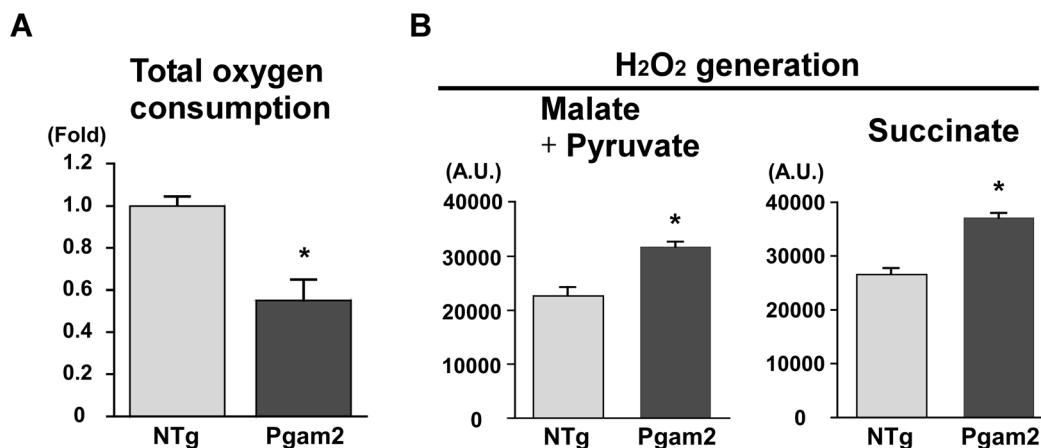 A
Total oxygen
consumption
(Fold)
1.2
1.0
0.8
0.6
0.4
0.2
0
*
NTg Pgam2
B
H2O2 generation
Malate
+ Pyruvate
(A.U.)
40000
30000
20000
10000
0
*
NTg Pgam2
Succinate
(A.U.)
40000
30000
20000
10000
0
*
NTg Pgam2